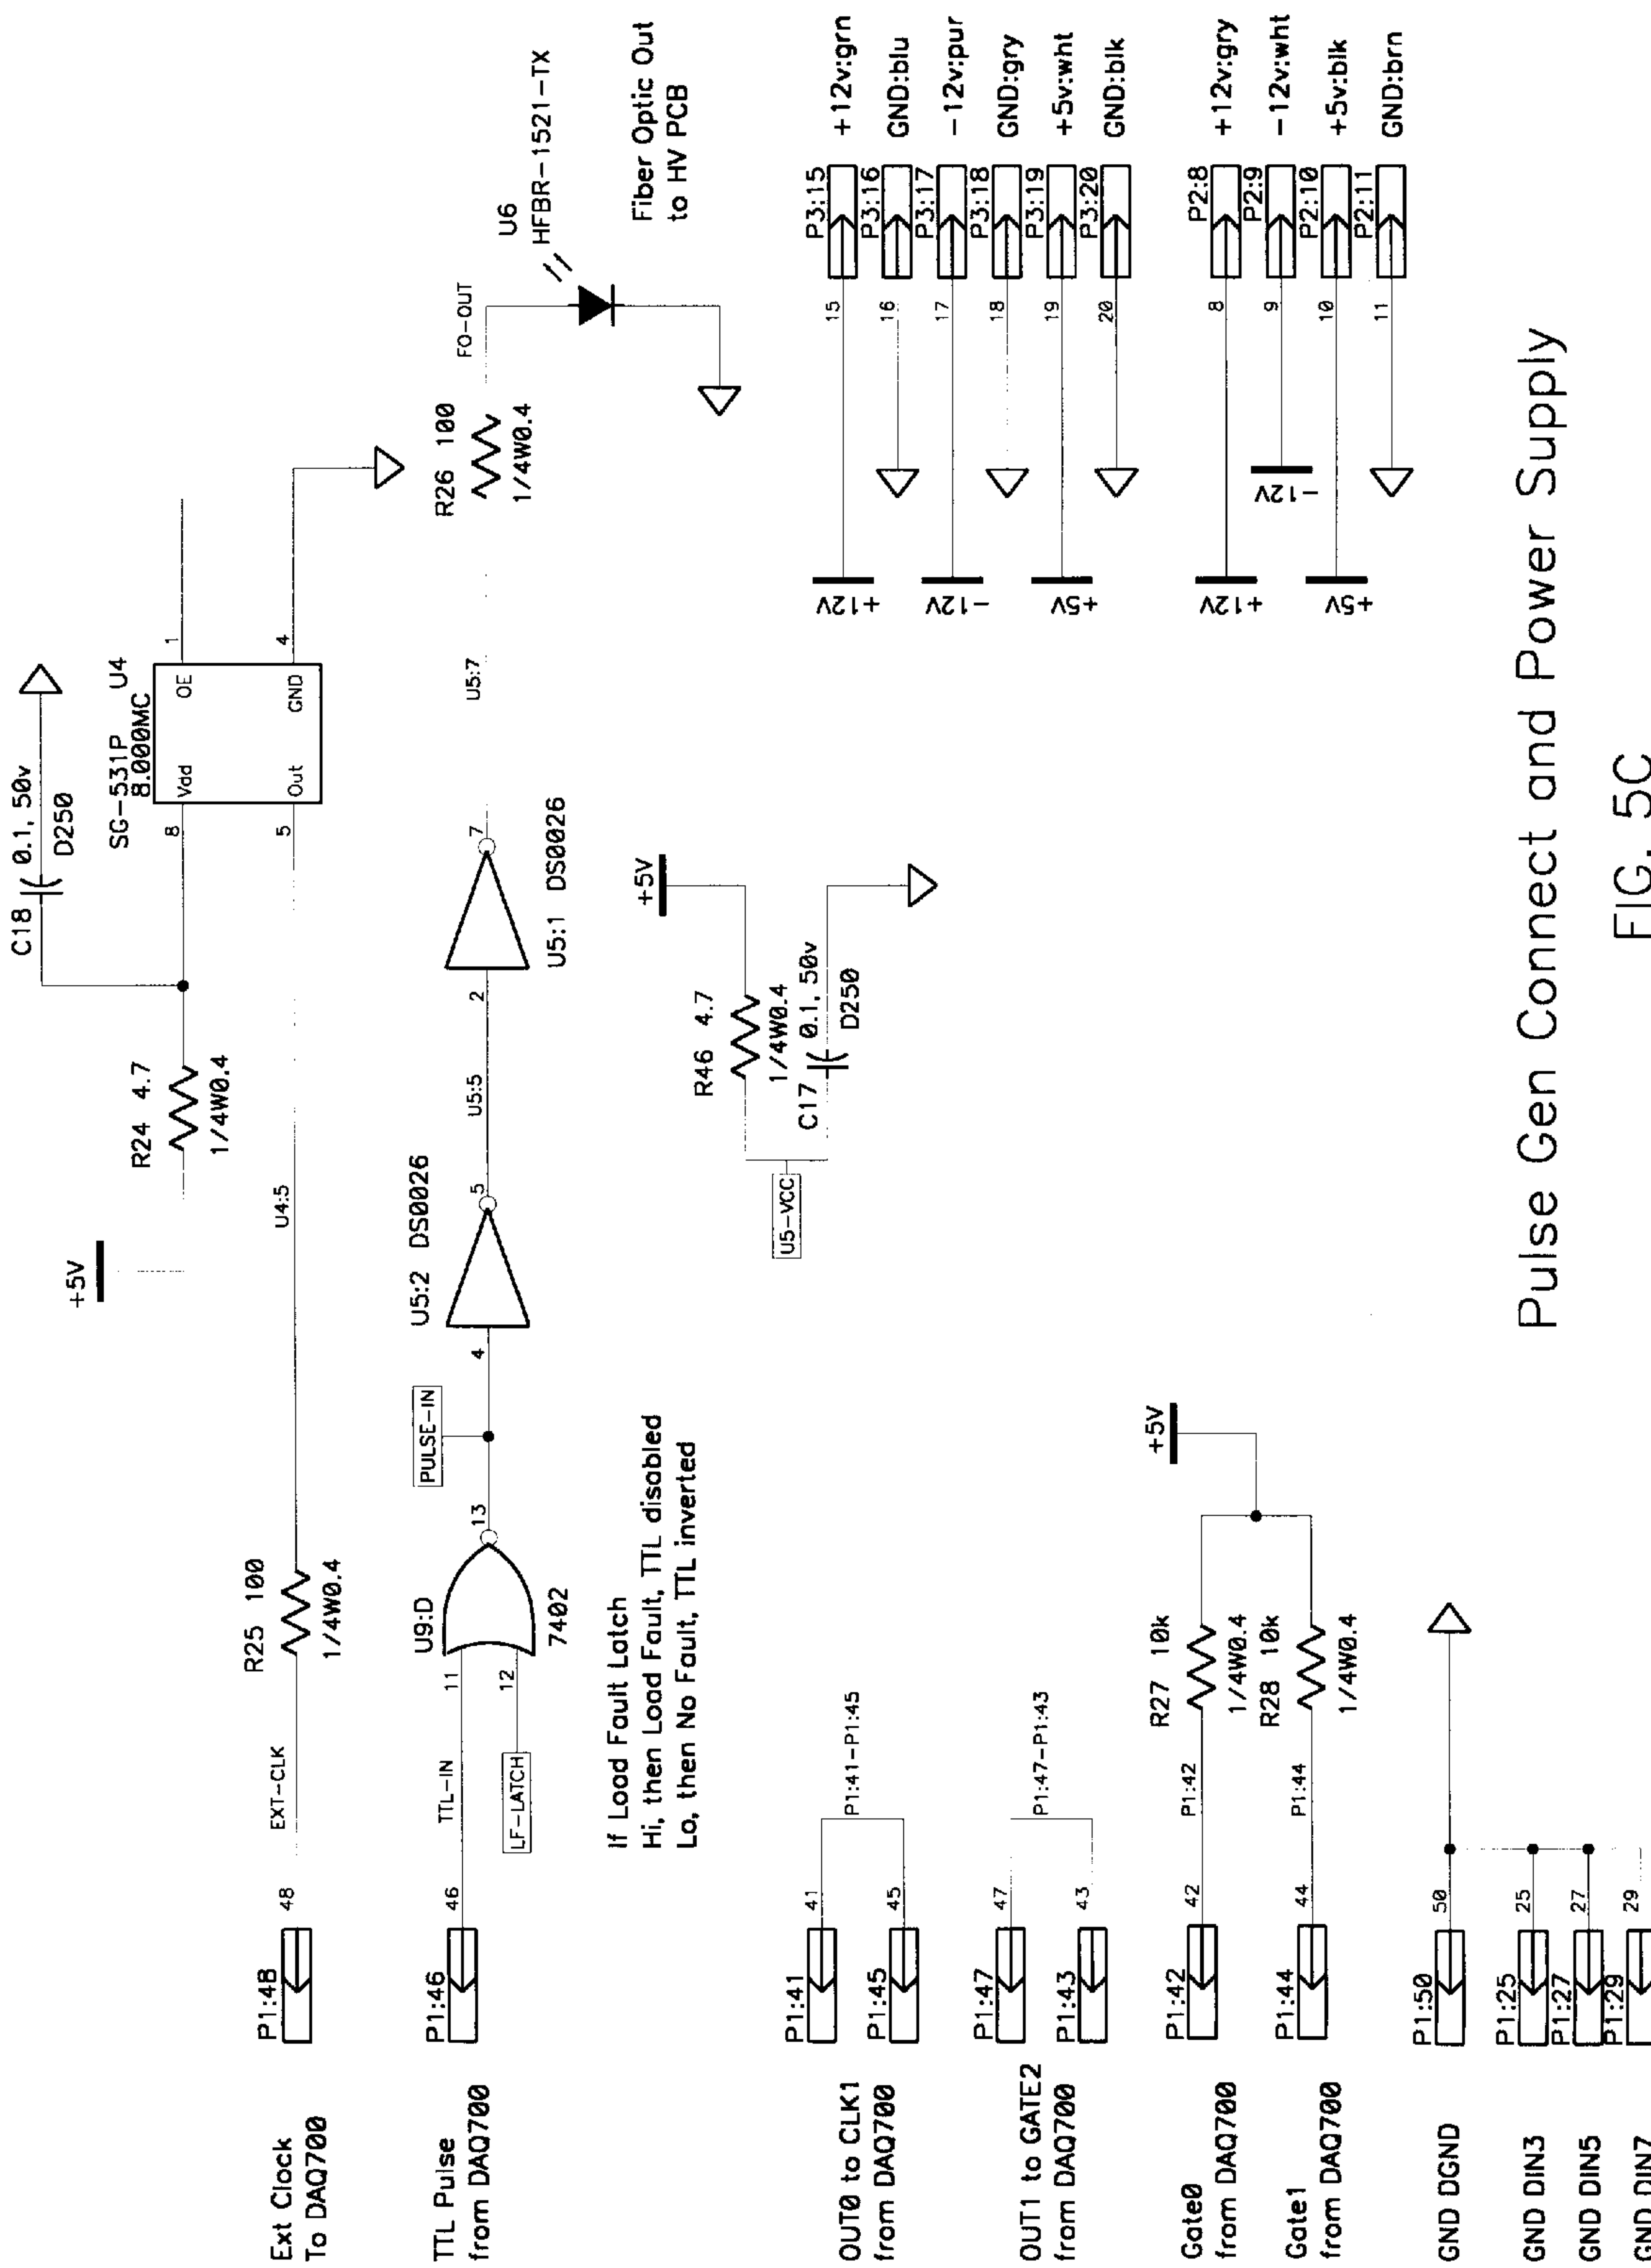 Ext Clock
To DAQ700
P1:48
48
EXT-CLK
R25 100
1/4W0.4
U4:5
+5V
R24 4.7
1/4W0.4
C18
0.1, 50v
D250
SG-531P
8.000MC
U4
8
Vdd
OE
1
5
Out
GND
4
TTL Pulse
from DAQ700
P1:46
46
TTL-IN
11
12
LF-LATCH
U9:D
7402
13
PULSE-IN
4
U5:2 DS0026
5
U5:5
2
U5:1 DS0026
7
U5:7
R26 100
1/4W0.4
FO-OUT
U6
HFBR-1521-TX
Fiber Optic Out
to HV PCB
If Load Fault Latch
Hi, then Load Fault, TTL disabled
Lo, then No Fault, TTL inverted
U5-VCC
R46 4.7
1/4W0.4
+5V
C17
0.1, 50v
D250
OUT0 to CLK1
from DAQ700
P1:41
41
P1:45
45
P1:41-P1:45
OUT1 to GATE2
from DAQ700
P1:47
47
P1:43
43
P1:47-P1:43
Gate0
from DAQ700
P1:42
42
P1:42
R27 10k
1/4W0.4
+5V
Gate1
from DAQ700
P1:44
44
P1:44
R28 10k
1/4W0.4
GND DGND
P1:50
50
GND DIN3
P1:25
25
GND DIN5
P1:27
27
GND DIN7
P1:29
29
+12V
15
P3:15
+12v:grn
16
P3:16
GND:blu
-12V
17
P3:17
-12v:pur
18
P3:18
GND:gry
+5V
19
P3:19
+5v:wht
20
P3:20
GND:blk
+12V
8
P2:8
+12v:gry
-12V
9
P2:9
-12v:wht
+5V
10
P2:10
+5v:blk
11
P2:11
GND:brn
Pulse Gen Connect and Power Supply
FIG. 5C